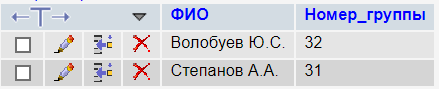 ФИО Номер_группы
Волобуев Ю.С. 32
Степанов А.А. 31